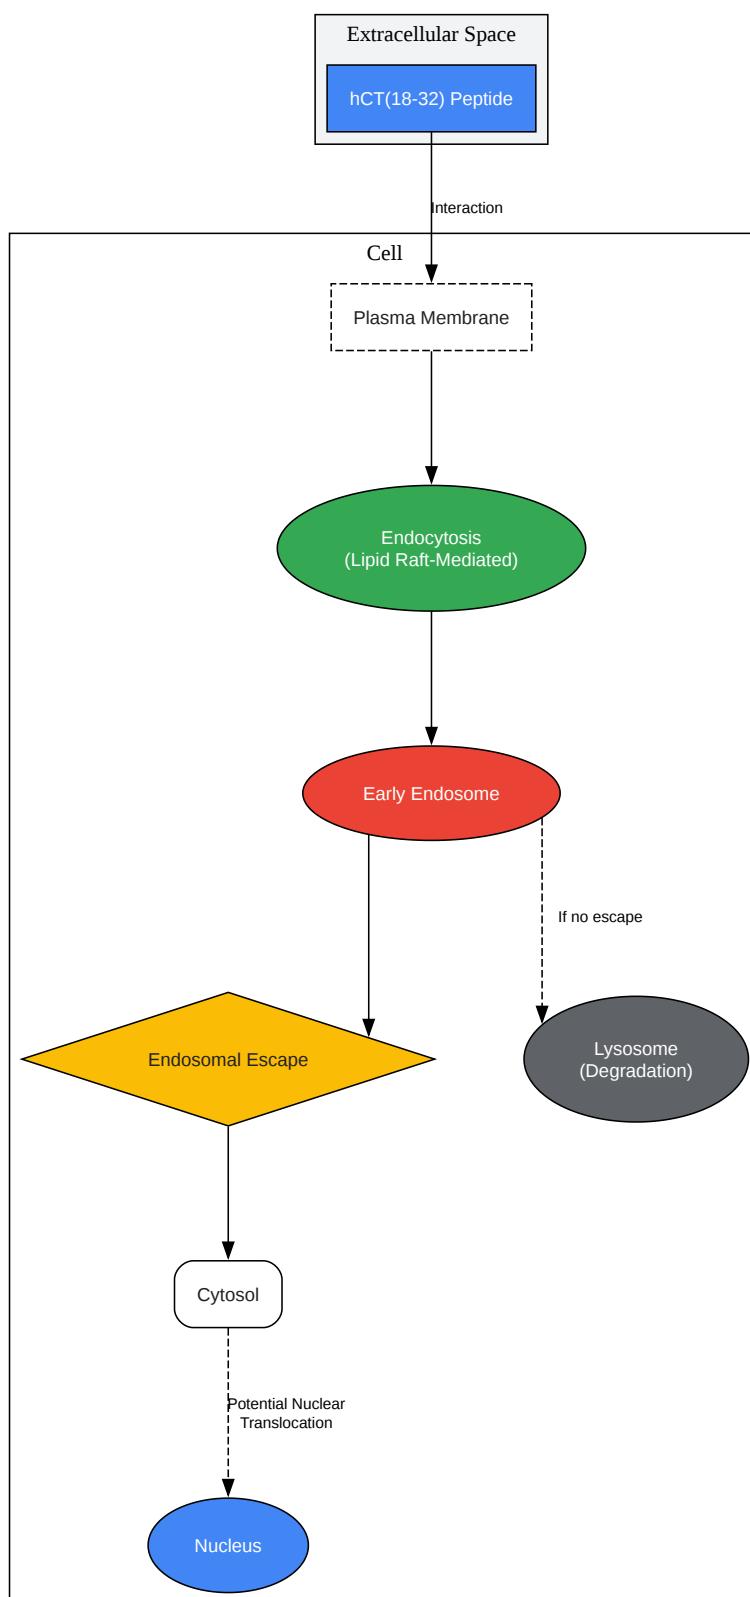 Extracellular Space
hCT(18-32) Peptide
Interaction
Cell
Plasma Membrane
Endocytosis
(Lipid Raft-Mediated)
Early Endosome
If no escape
Endosomal Escape
Lysosome
(Degradation)
Cytosol
Potential Nuclear
Translocation
Nucleus